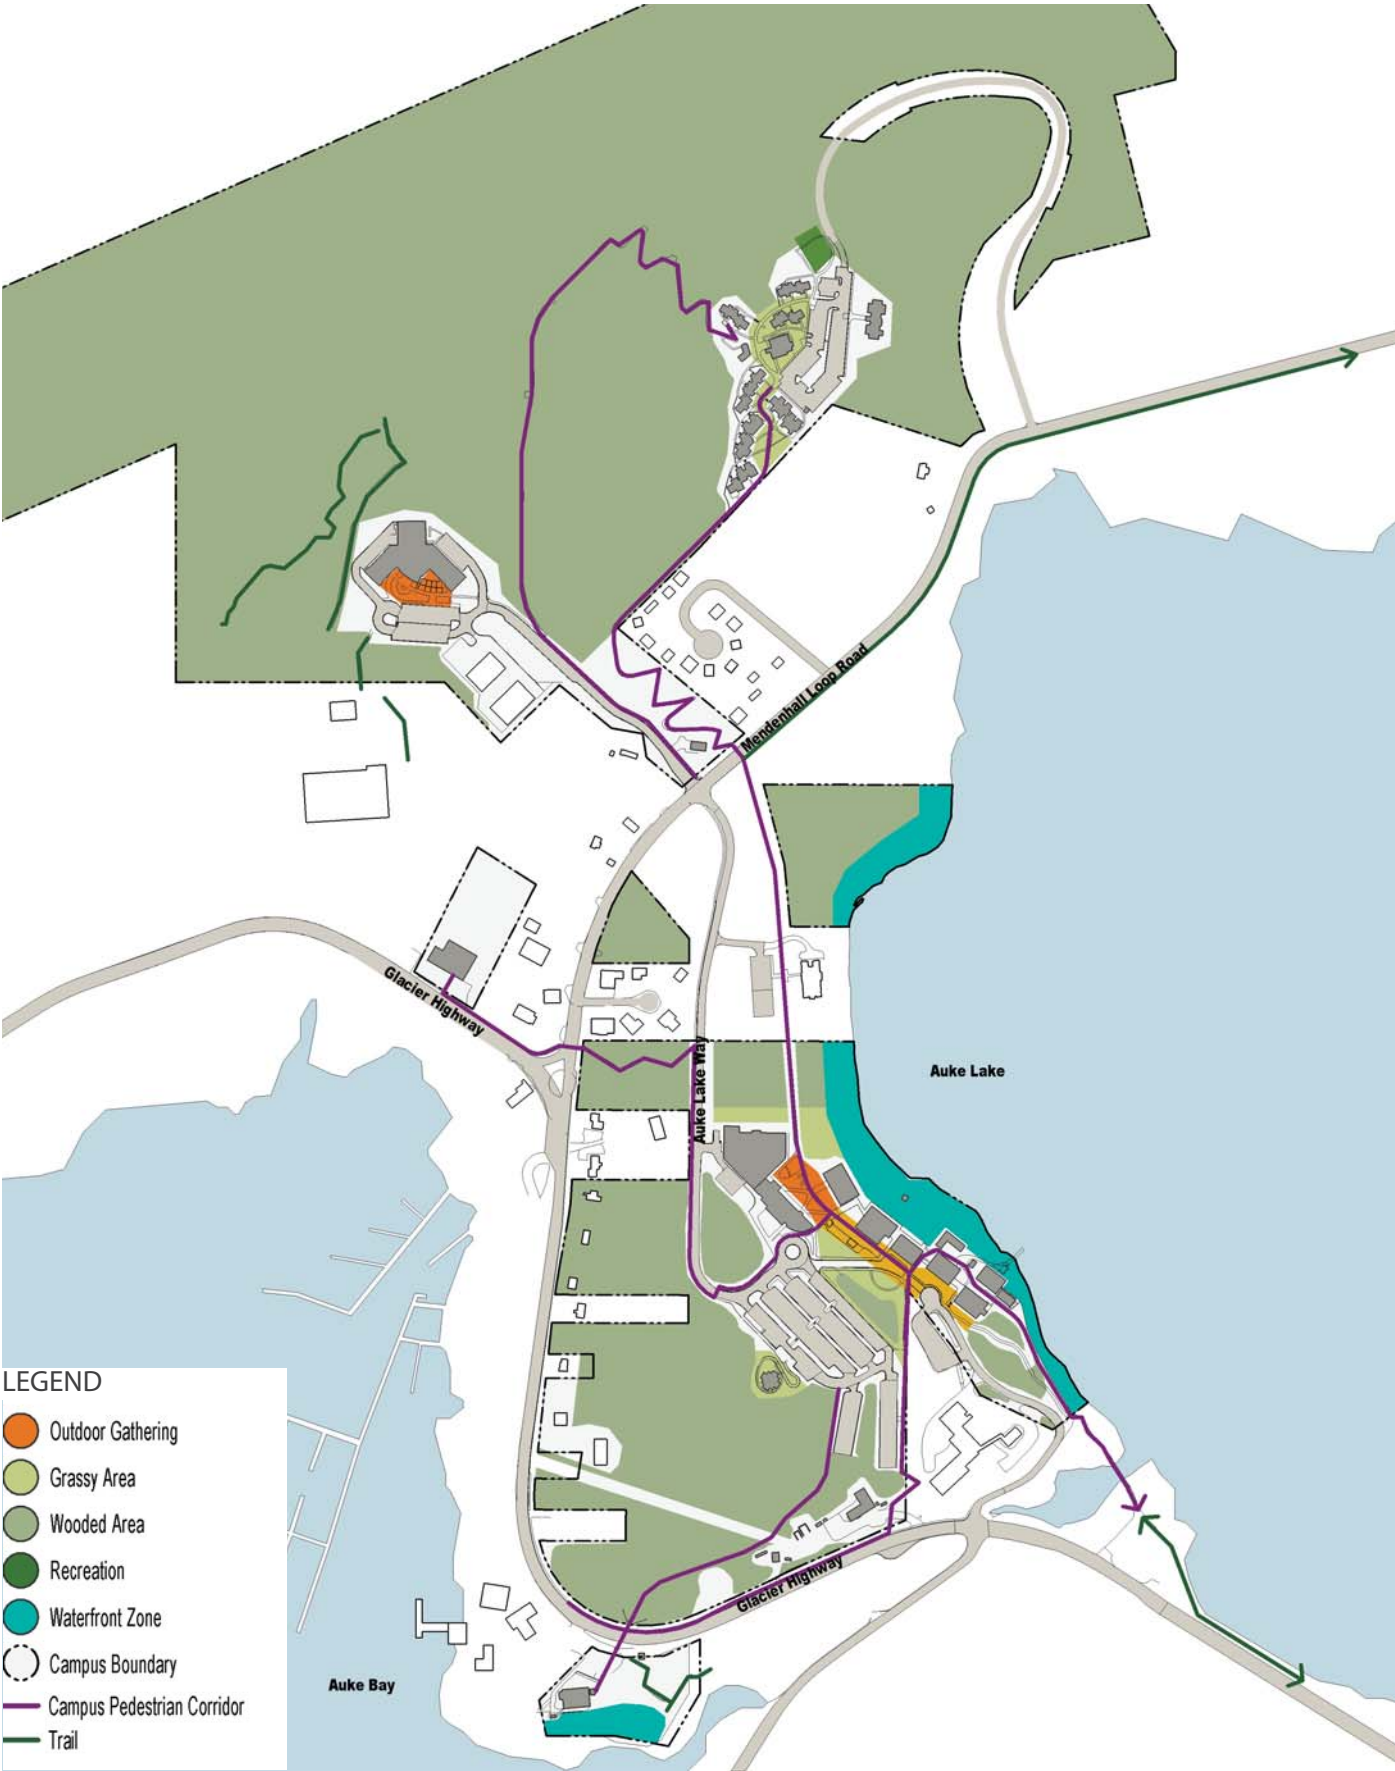 Mendenhall Loop Road
Glacier Highway
Auke Lake Way
Auke Lake
LEGEND
Outdoor Gathering
Grassy Area
Wooded Area
Recreation
Waterfront Zone
Campus Boundary
Campus Pedestrian Corridor
Trail
Glacier Highway
Auke Bay